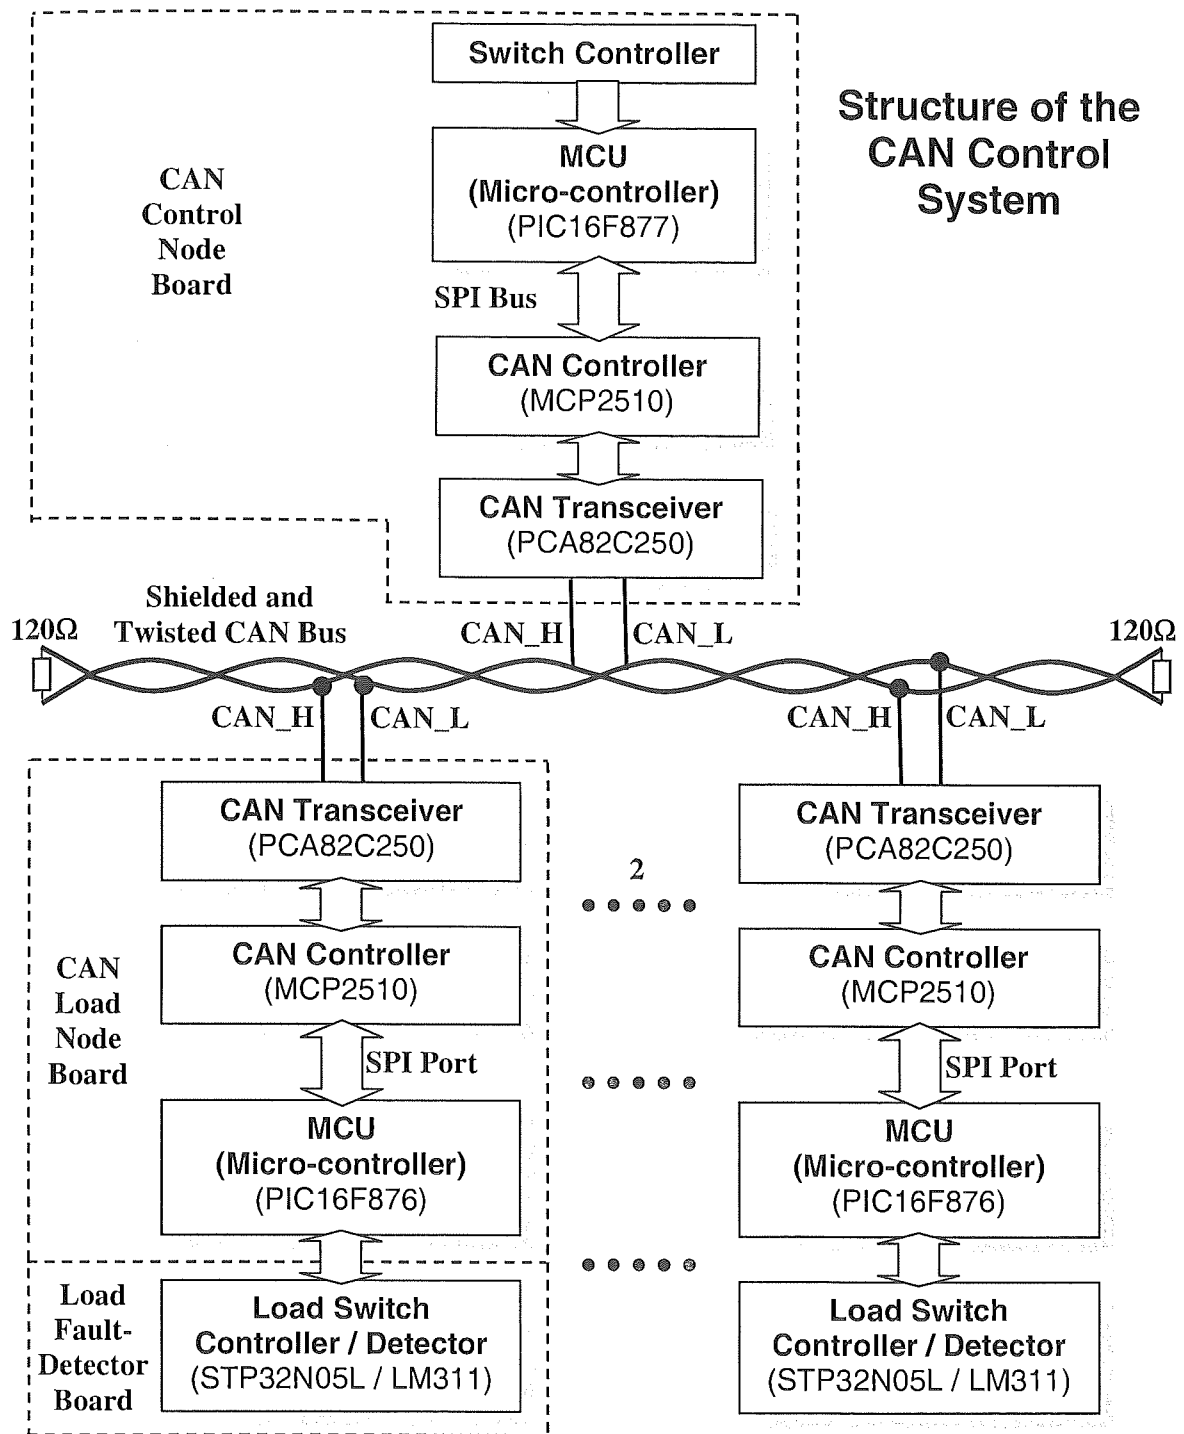 Switch Controller
Structure of the
CAN Control
System
MCU
(Micro-controller)
(PIC16F877)
CAN
Control
Node
Board
SPI Bus
CAN Controller
(MCP2510)
CAN Transceiver
(PCA82C250)
Shielded and
Twisted CAN Bus
120Ω
CAN_H
CAN_L
120Ω
CAN_H
CAN_L
CAN_H
CAN_L
CAN Transceiver
(PCA82C250)
CAN Controller
(MCP2510)
CAN
Load
Node
Board
SPI Port
MCU
(Micro-controller)
(PIC16F876)
Load
Fault-
Detector
Board
Load Switch
Controller / Detector
(STP32N05L / LM311)
2
CAN Transceiver
(PCA82C250)
CAN Controller
(MCP2510)
SPI Port
MCU
(Micro-controller)
(PIC16F876)
Load Switch
Controller / Detector
(STP32N05L / LM311)